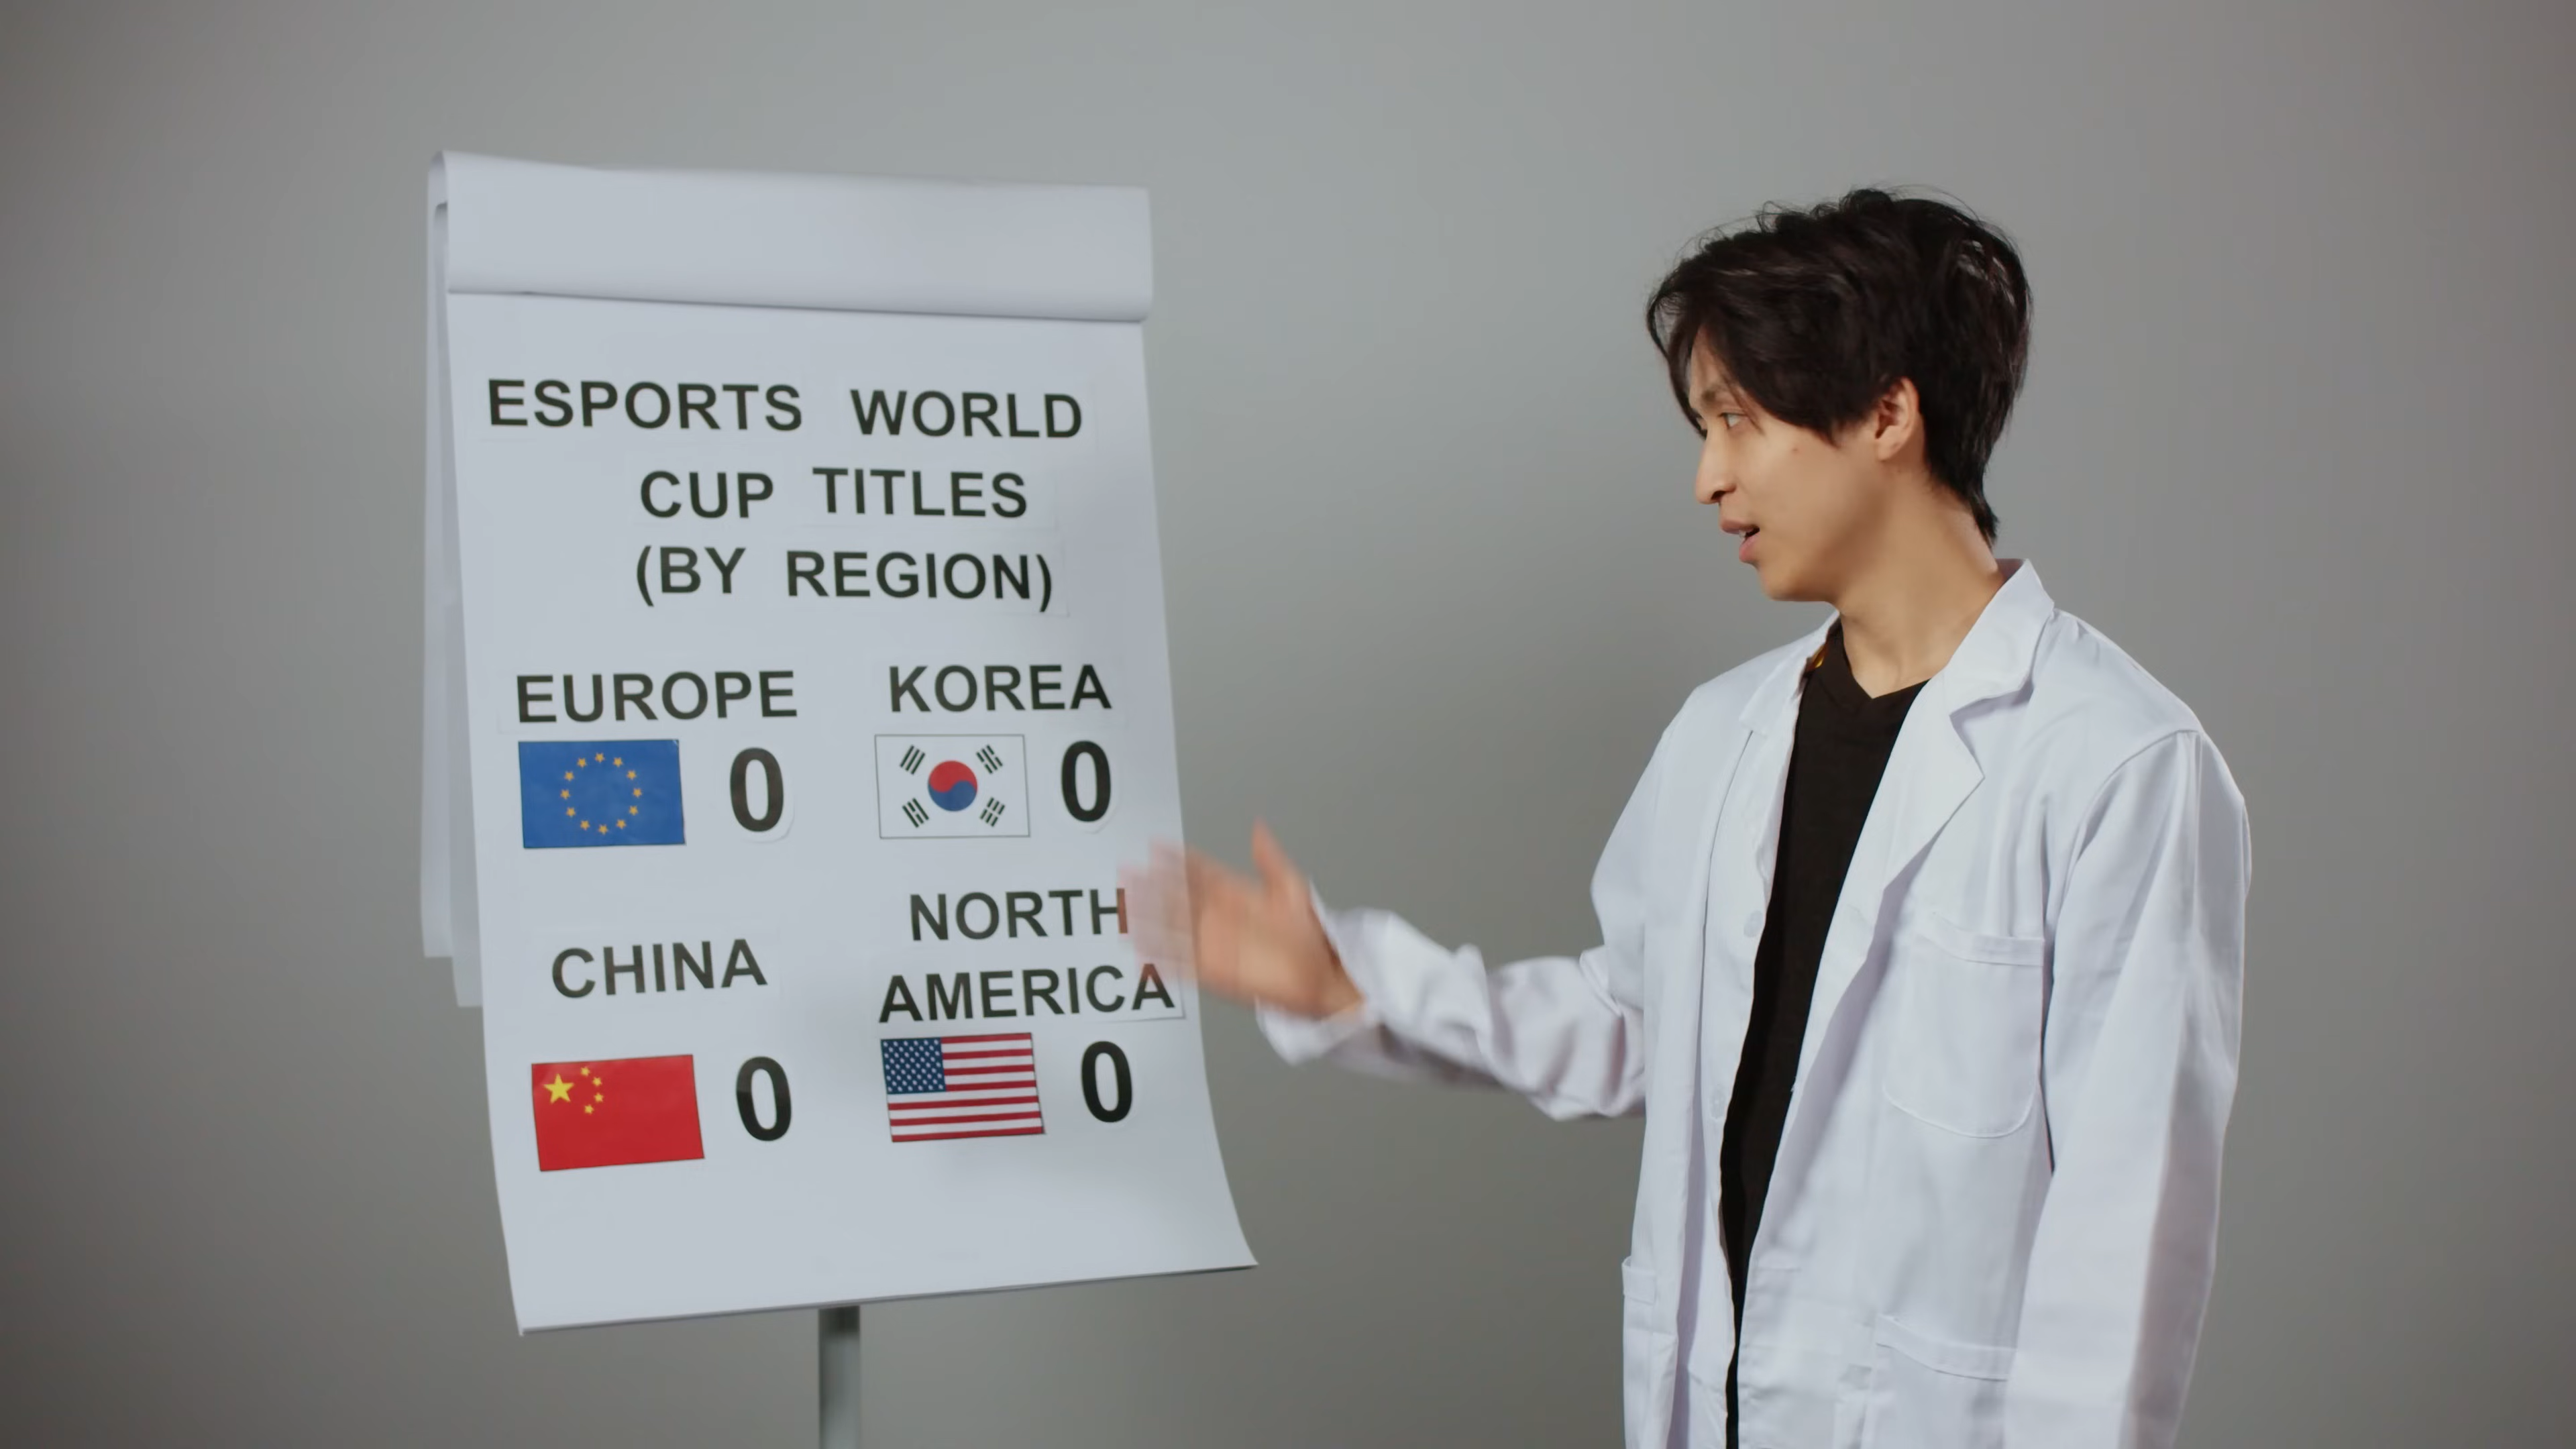 ESPORTS WORLD
CUP TITLES
(BY REGION)
EUROPE
0
KOREA
0
CHINA
0
NORTH
AMERICA
0